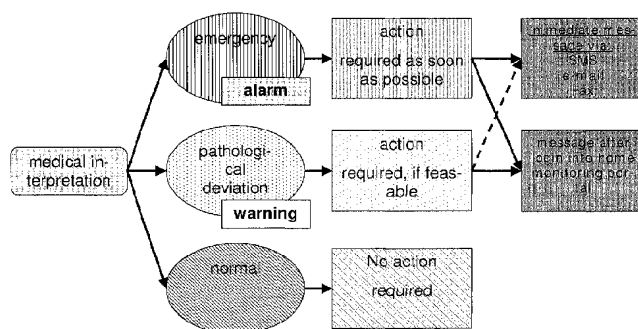 medical in-
terpretation
emergency
alarm
action
required as soon
as possible
immediate mes-
sage via:
SMS
e-mail
fax
pathologi-
cal
deviation
warning
action
required, if feas-
able
message after
login into home
monitoring por-
tal
normal
No action
required